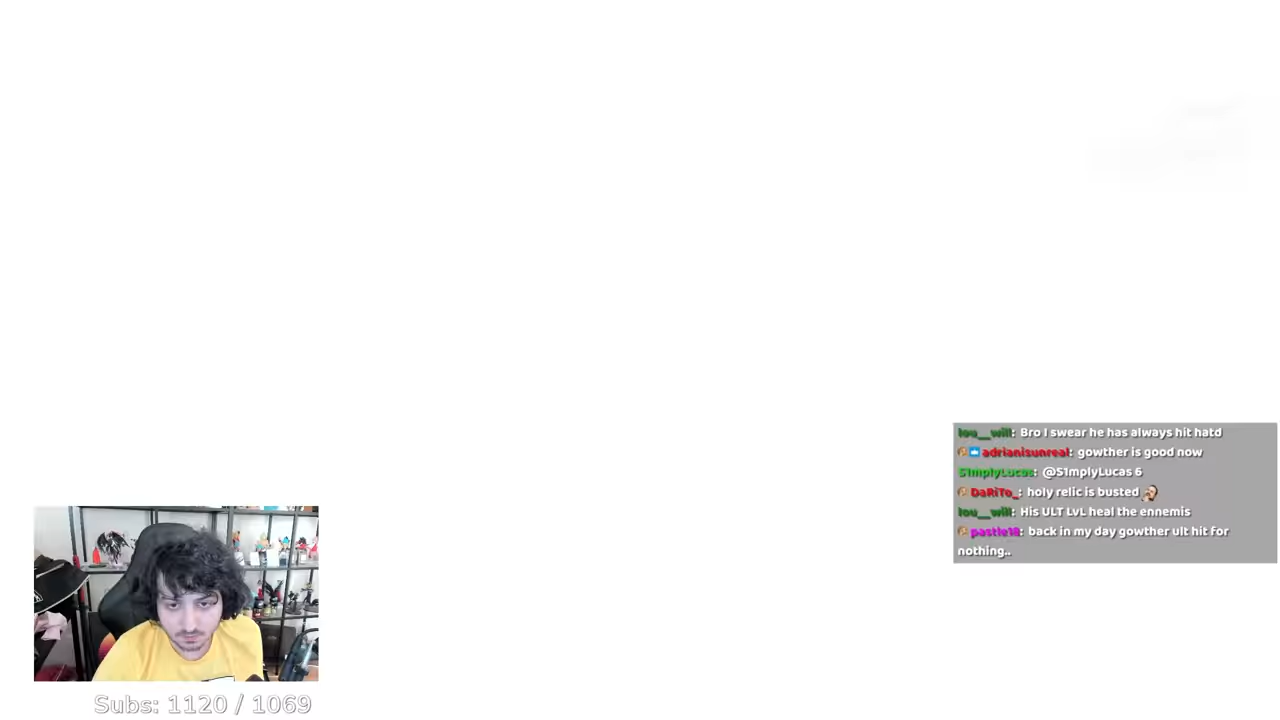 lou__will: Bro I swear he has always hit hatd
adrianisunreal: gowther is good now
S1mplyLucas: @S1mplyLucas 6
DaRiTo_: holy relic is busted
lou__will: His ULT LvL heal the ennemis
pastle18: back in my day gowther ult hit for
nothing..
Subs: 1120 / 1069